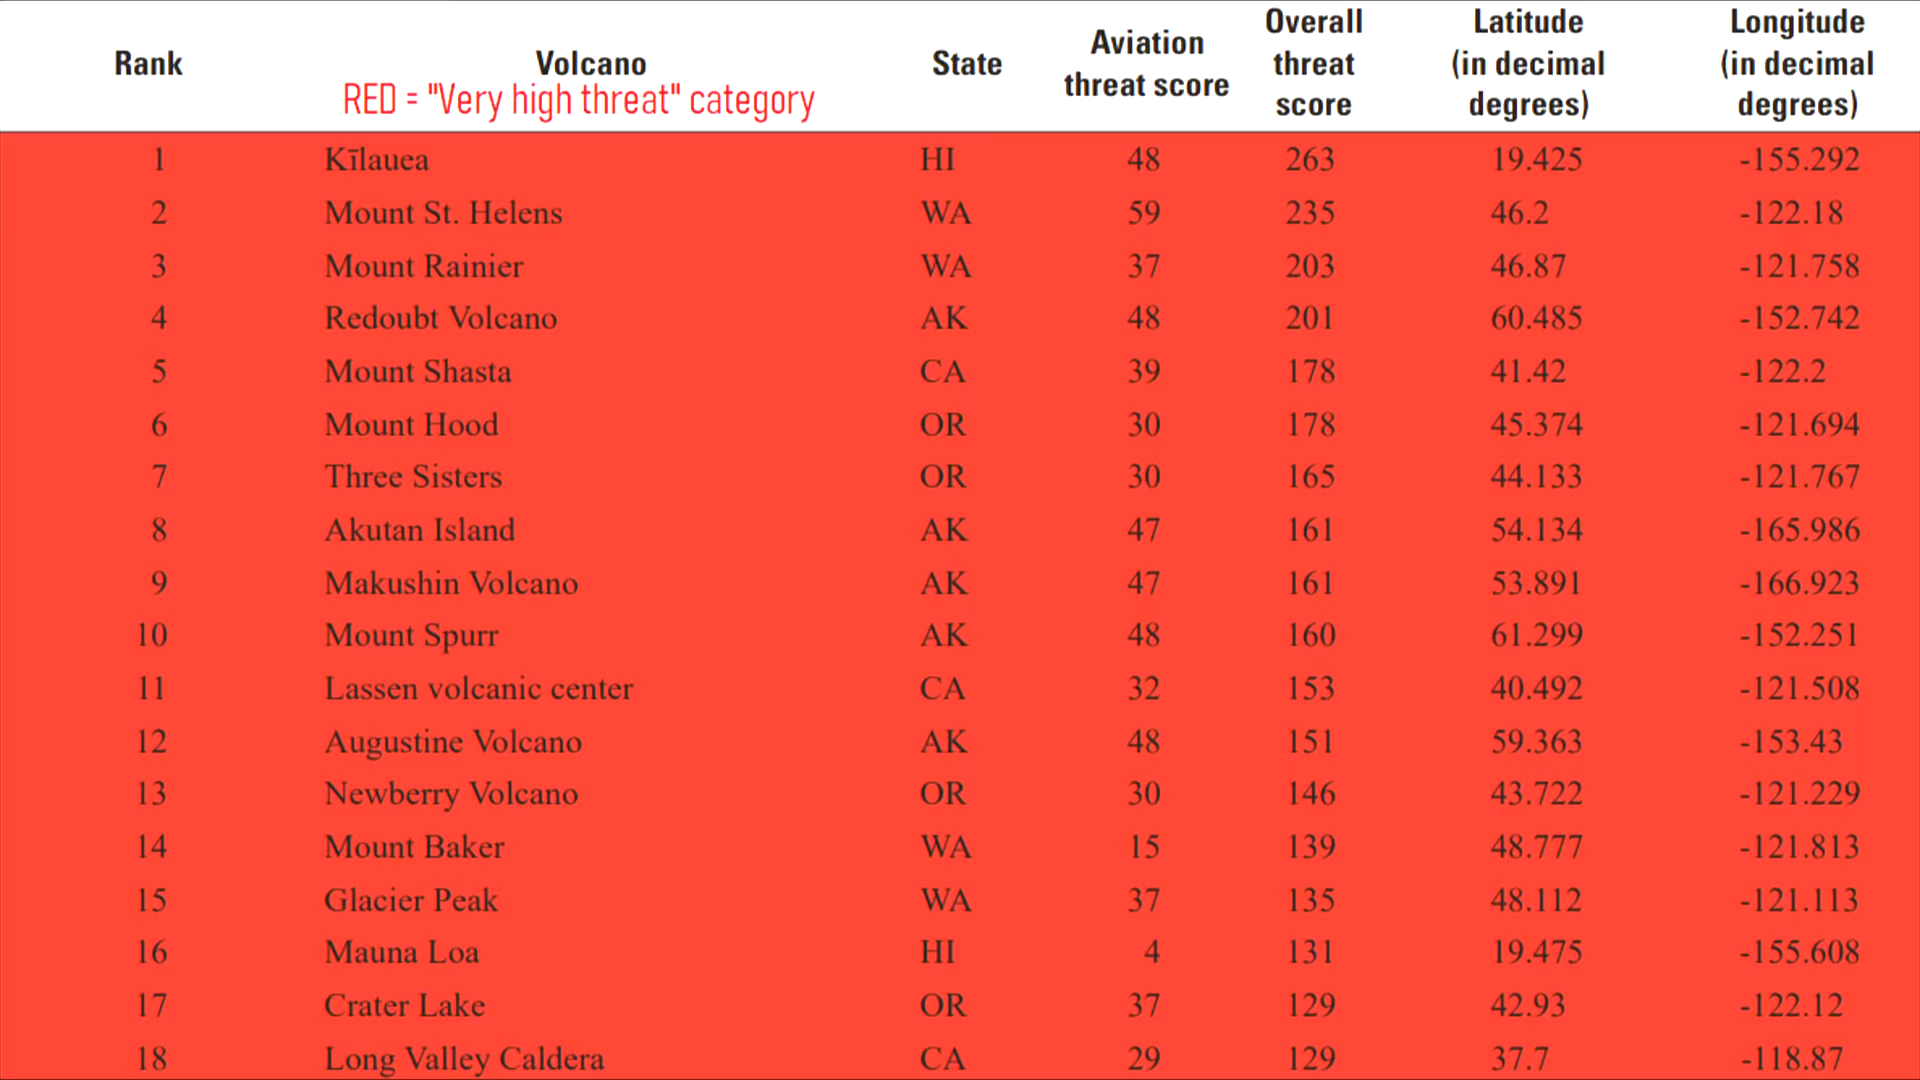 Rank Volcano State Aviation threat score Overall threat score Latitude (in decimal degrees) Longitude (in decimal degrees)
RED = "Very high threat" category
1 Kīlauea HI 48 263 19.425 -155.292
2 Mount St. Helens WA 59 235 46.2 -122.18
3 Mount Rainier WA 37 203 46.87 -121.758
4 Redoubt Volcano AK 48 201 60.485 -152.742
5 Mount Shasta CA 39 178 41.42 -122.2
6 Mount Hood OR 30 178 45.374 -121.694
7 Three Sisters OR 30 165 44.133 -121.767
8 Akutan Island AK 47 161 54.134 -165.986
9 Makushin Volcano AK 47 161 53.891 -166.923
10 Mount Spurr AK 48 160 61.299 -152.251
11 Lassen volcanic center CA 32 153 40.492 -121.508
12 Augustine Volcano AK 48 151 59.363 -153.43
13 Newberry Volcano OR 30 146 43.722 -121.229
14 Mount Baker WA 15 139 48.777 -121.813
15 Glacier Peak WA 37 135 48.112 -121.113
16 Mauna Loa HI 4 131 19.475 -155.608
17 Crater Lake OR 37 129 42.93 -122.12
18 Long Valley Caldera CA 29 129 37.7 -118.87